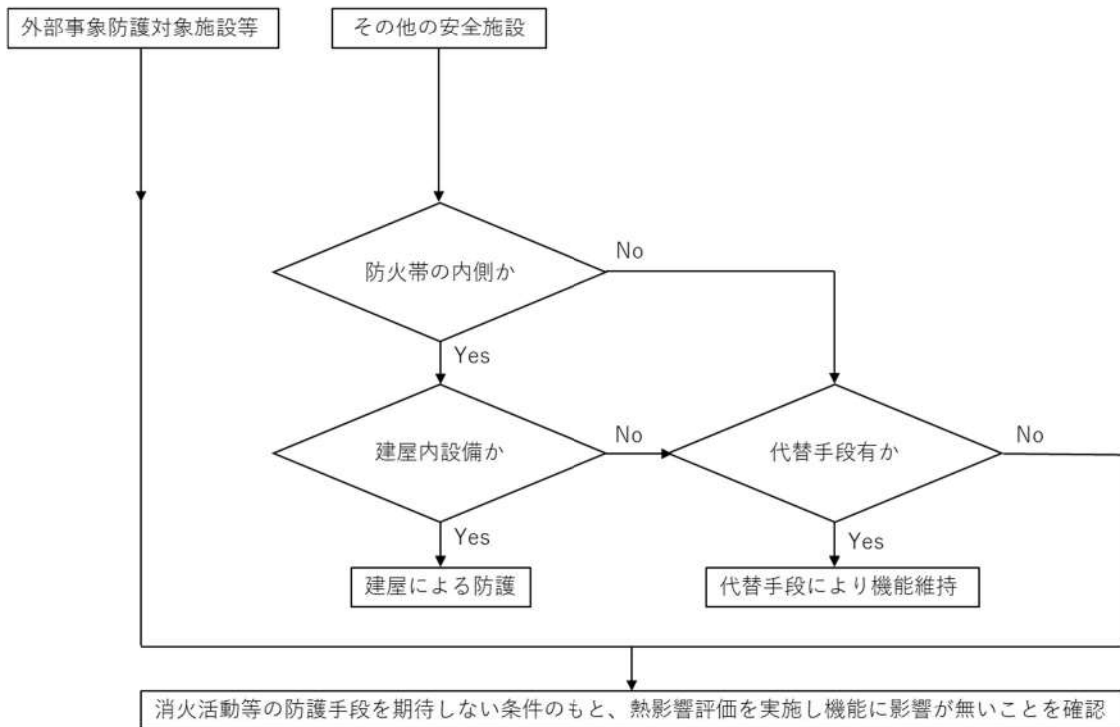 外部事象防護対象施設等
その他の安全施設
防火帯の内側か
No
Yes
建屋内設備か
No
代替手段有か
No
Yes
Yes
建屋による防護
代替手段により機能維持
消火活動等の防護手段を期待しない条件のもと、熱影響評価を実施し機能に影響が無いことを確認